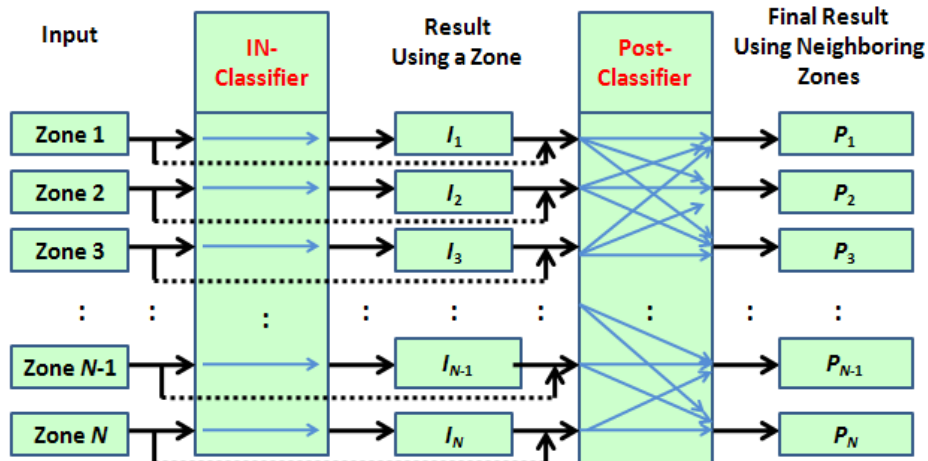 Input
IN-
Classifier
Result
Using a Zone
Post-
Classifier
Final Result
Using Neighboring
Zones
Zone 1
I1
P1
Zone 2
I2
P2
Zone 3
I3
P3
: : : : : : : : :
Zone N-1
IN-1
PN-1
Zone N
IN
PN